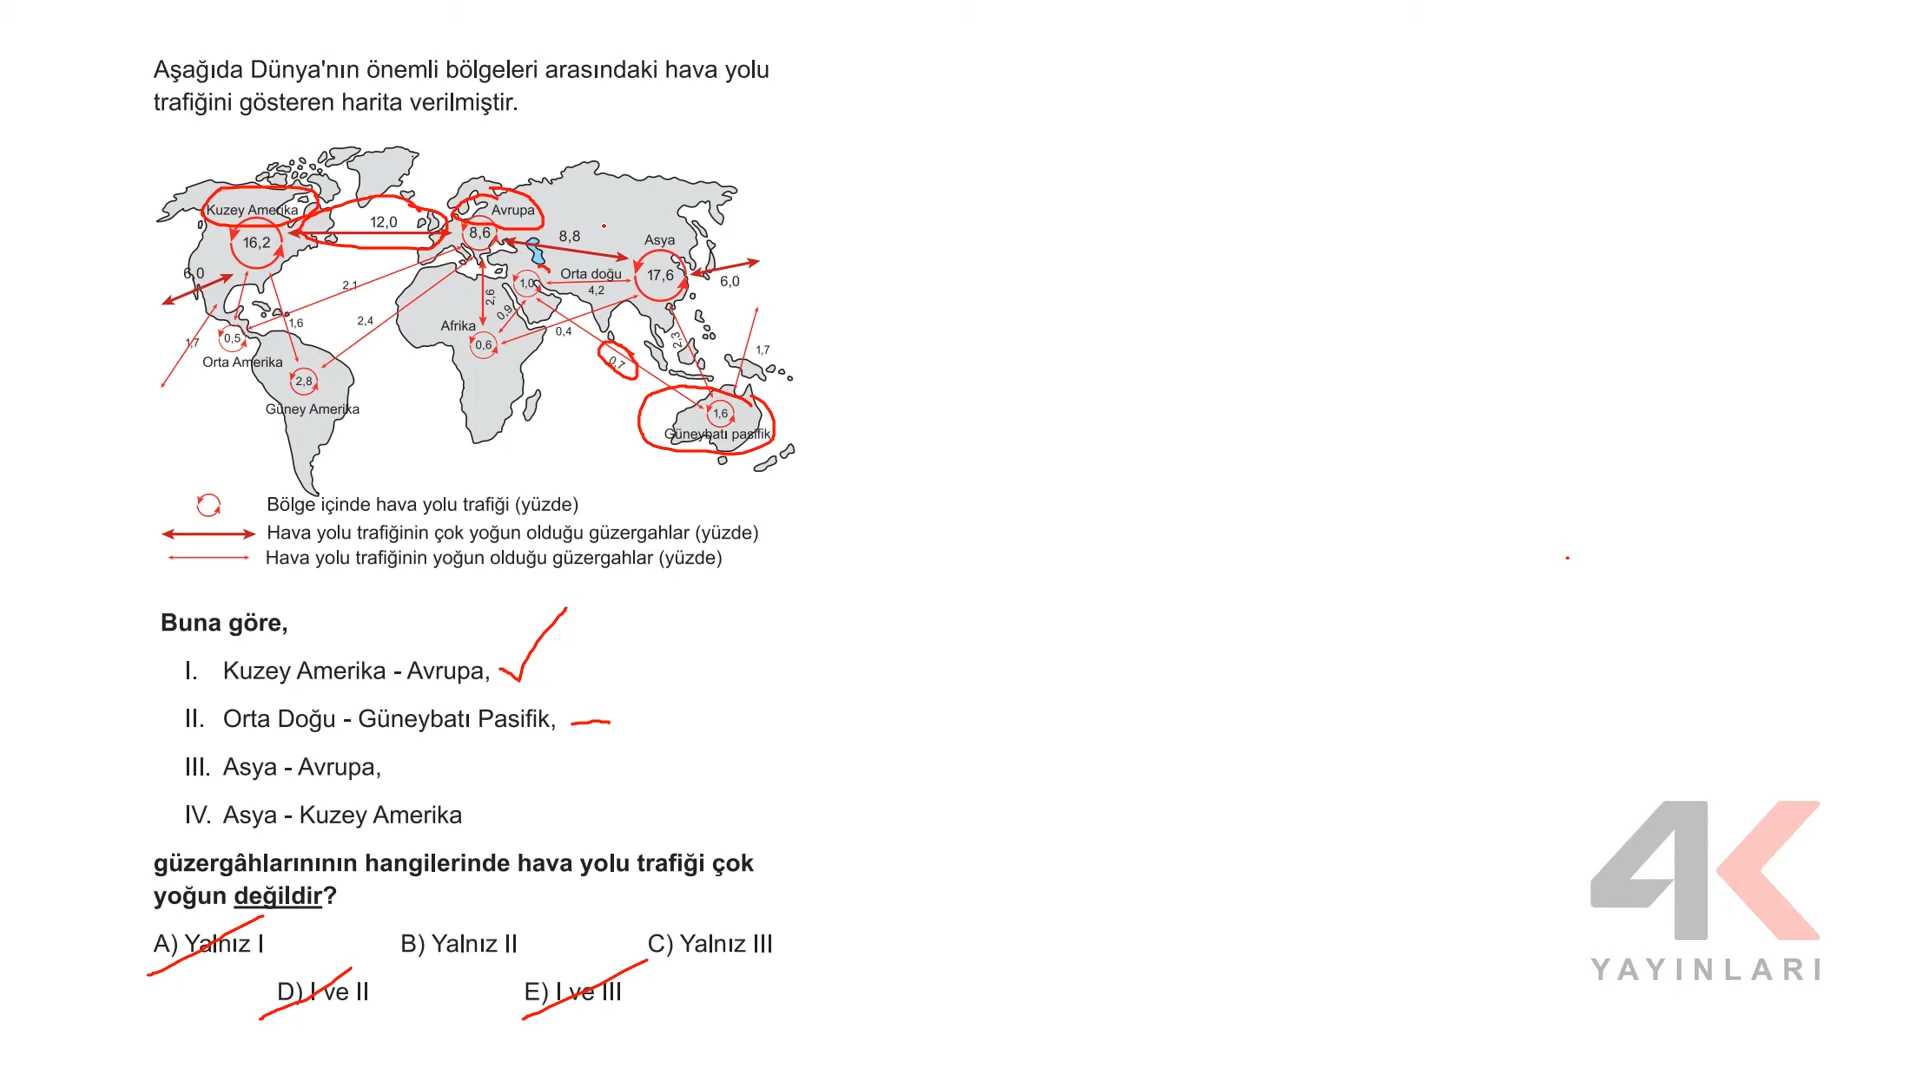 Aşağıda Dünya'nın önemli bölgeleri arasındaki hava yolu
trafiğini gösteren harita verilmiştir.
Kuzey Amerika
12,0
Avrupa
16,2
8,6
8,8
Asya
6,0
2,1
1,0
Orta doğu
4,2
17,6
6,0
1,6
2,4
2,6
0,9
Afrika
0,4
1,7
0,5
0,6
0,7
2,3
1,7
Orta Amerika
2,8
Güney Amerika
1,6
Güneybatı pasifik
Bölge içinde hava yolu trafiği (yüzde)
Hava yolu trafiğinin çok yoğun olduğu güzergahlar (yüzde)
Hava yolu trafiğinin yoğun olduğu güzergahlar (yüzde)
Buna göre,
I. Kuzey Amerika - Avrupa,
II. Orta Doğu - Güneybatı Pasifik,
III. Asya - Avrupa,
IV. Asya - Kuzey Amerika
güzergâhlarınının hangilerinde hava yolu trafiği çok
yoğun değildir?
A) Yalnız I B) Yalnız II C) Yalnız III
D) I ve II E) I ve III
4K
YAYINLARI